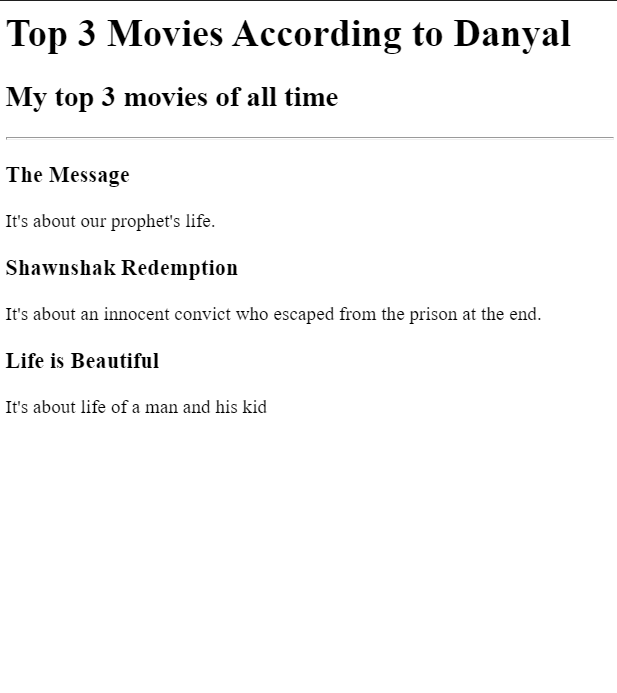 Top 3 Movies According to Danyal
My top 3 movies of all time
The Message
It's about our prophet's life.
Shawnshak Redemption
It's about an innocent convict who escaped from the prison at the end.
Life is Beautiful
It's about life of a man and his kid